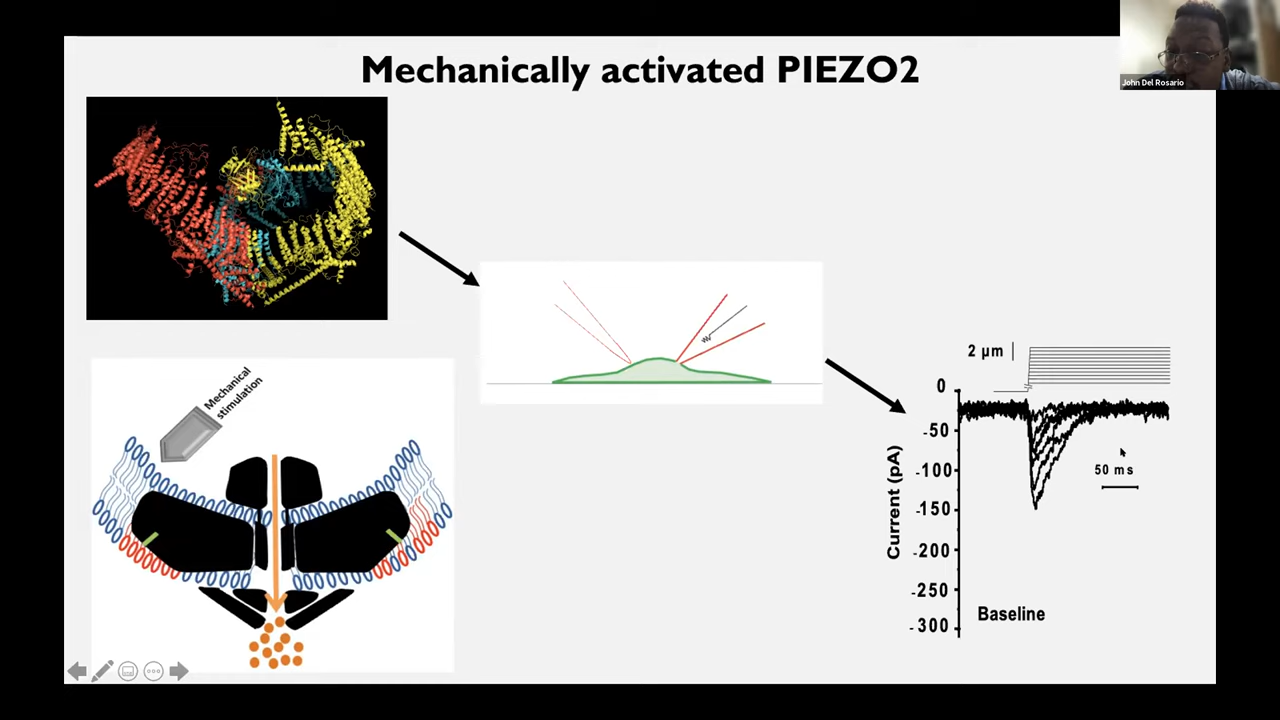 Mechanically activated PIEZO2
John Del Rosario
Mechanical
stimulation
2 μm
0
-50
-100
-150
-200
-250
-300
Current (pA)
50 ms
Baseline